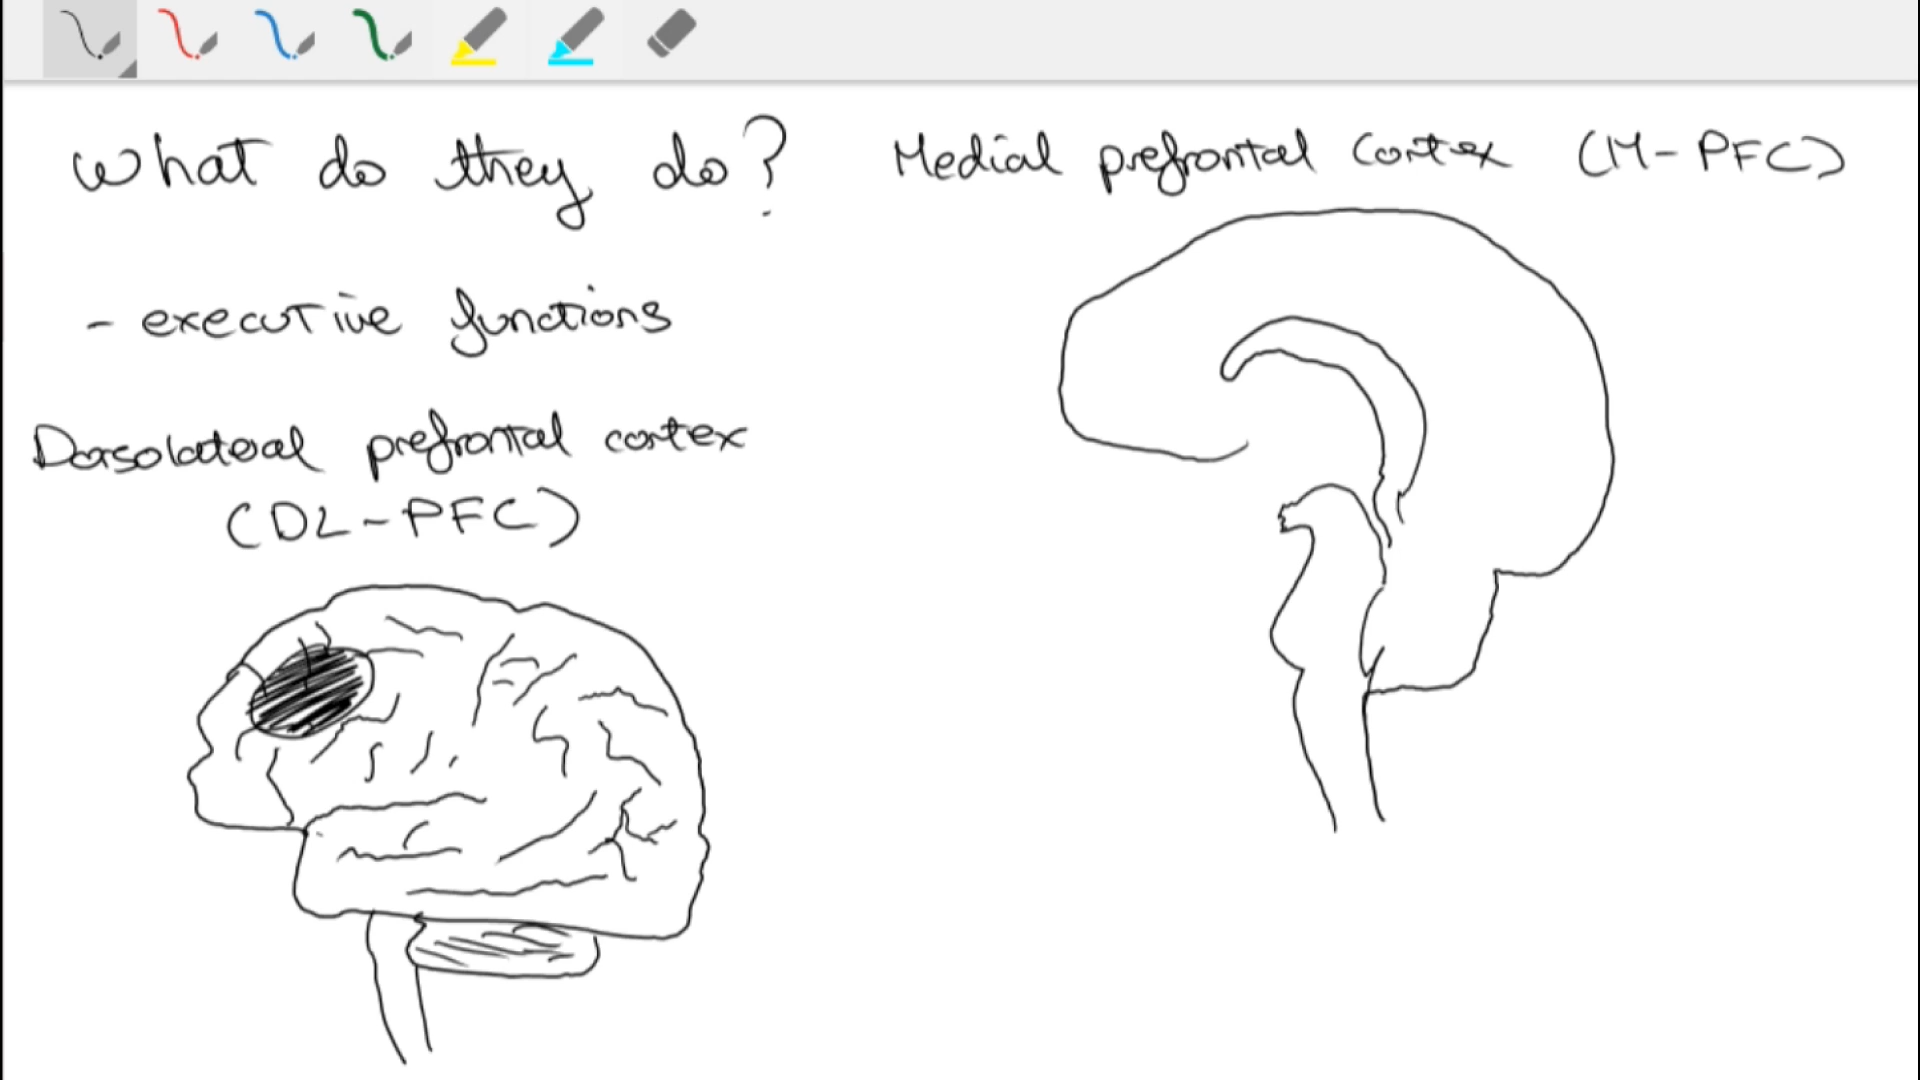 What do they do?
- executive functions
Dorsolateral prefrontal cortex
(DL-PFC)
Medial prefrontal cortex (M-PFC)